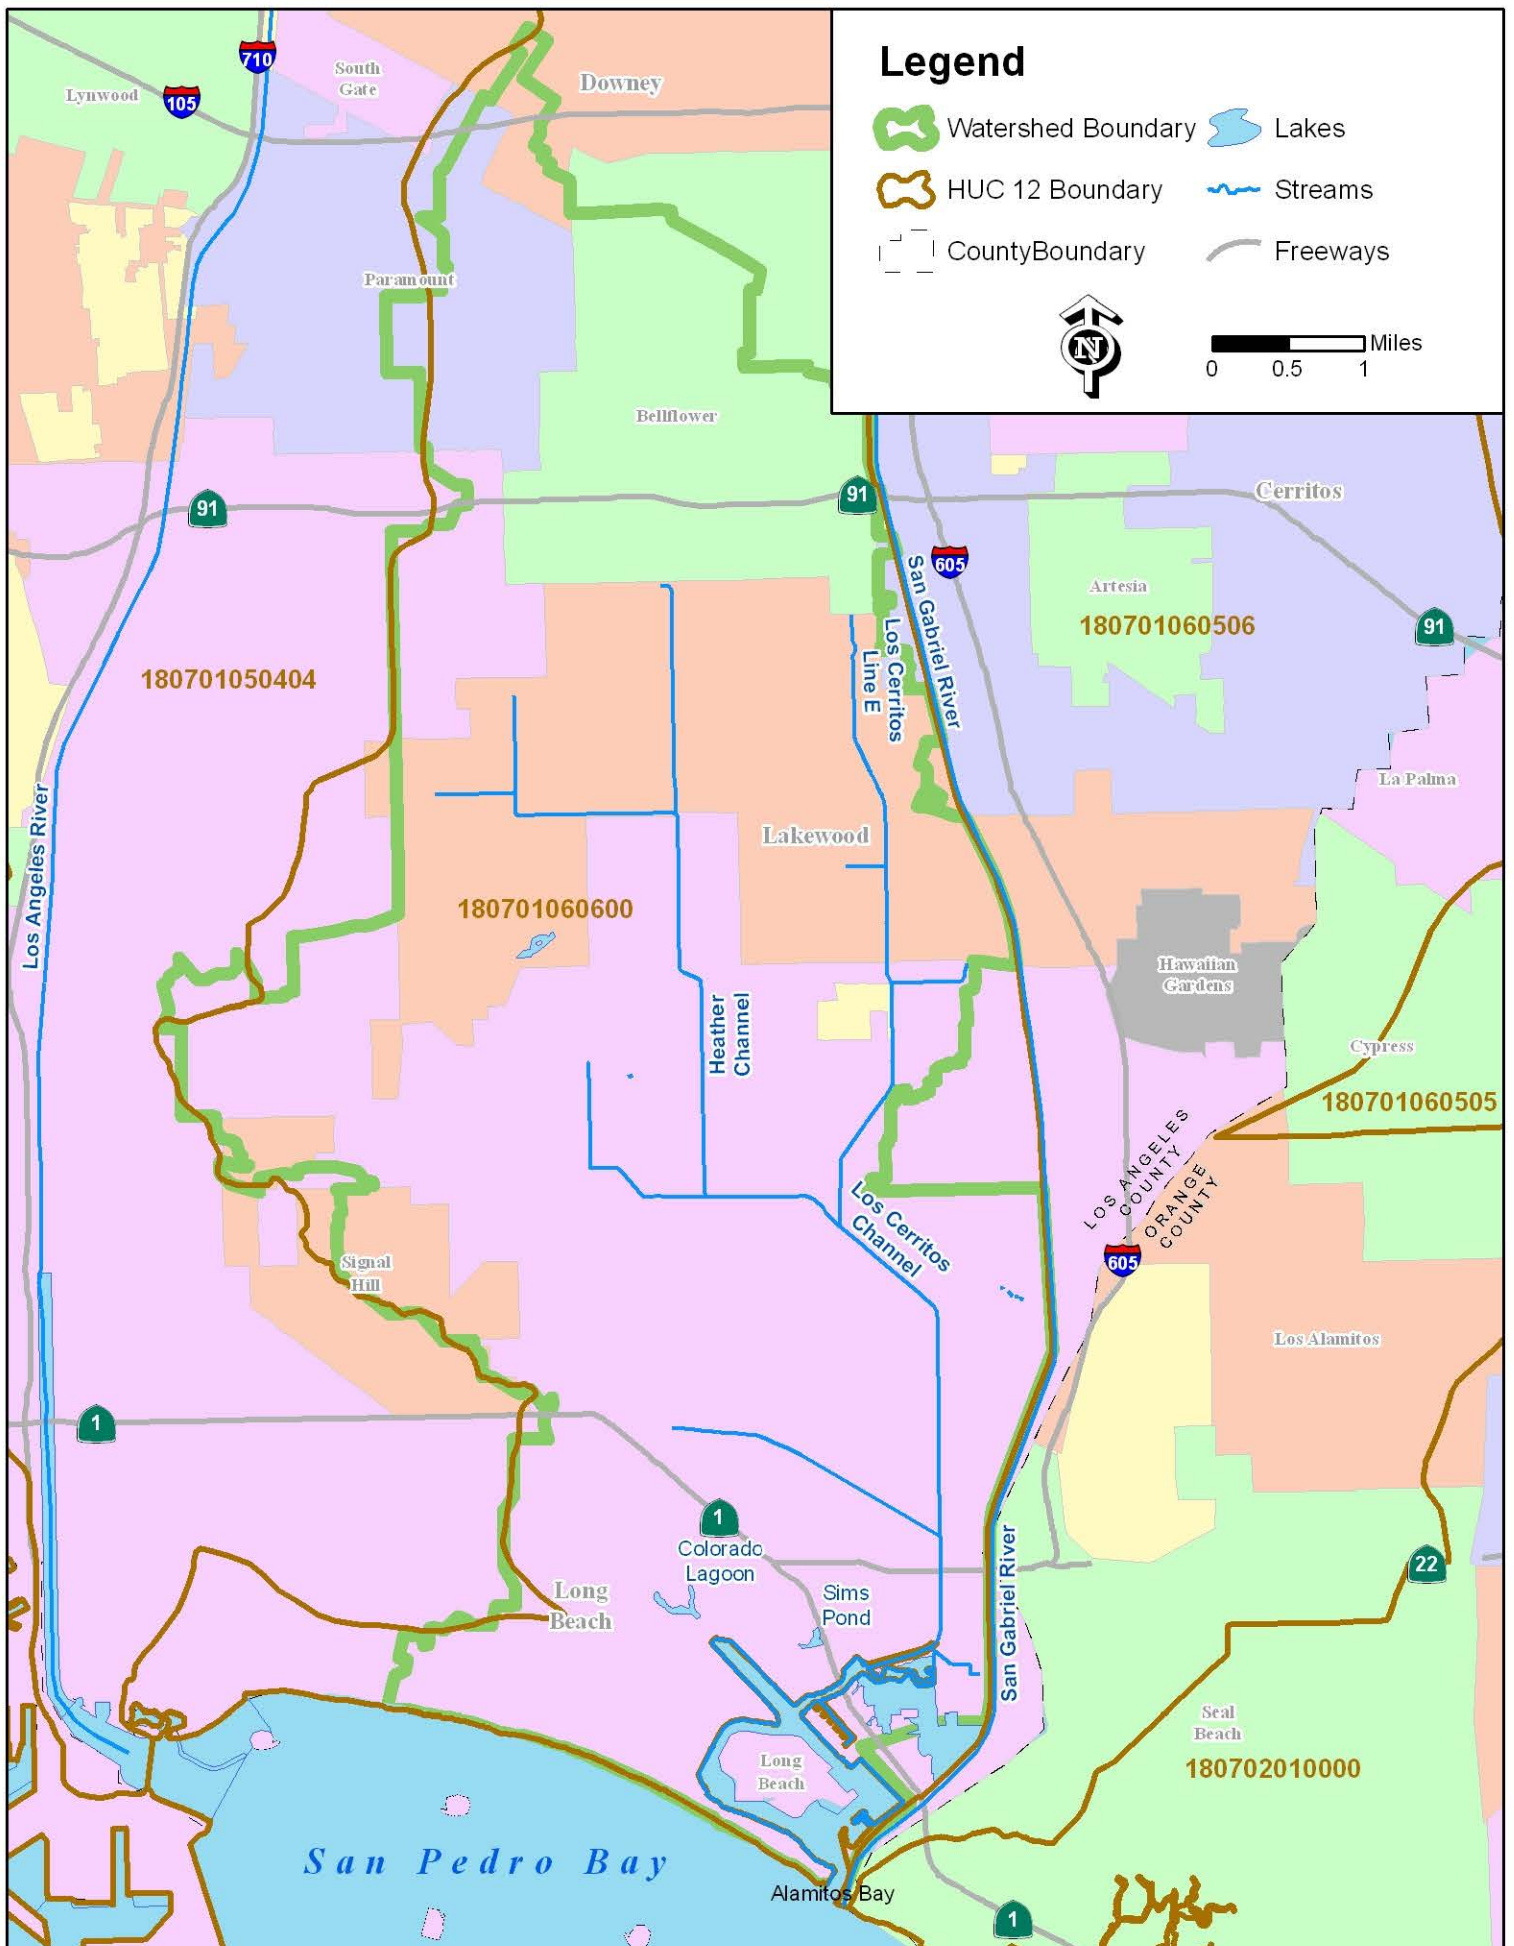 Legend
Watershed Boundary
Lakes
HUC 12 Boundary
Streams
CountyBoundary
Freeways
N
Miles
0 0.5 1
710
South
Gate
Downey
Lynwood
105
Paramount
Bellflower
91
91
Cerritos
605
Artesia
180701060506
91
San Gabriel River
Los Cerritos
Line E
180701050404
La Palma
Los Angeles River
Lakewood
180701060600
Hawaiian
Gardens
Heather
Channel
Cypress
180701060505
LOS ANGELES
COUNTY
ORANGE
COUNTY
Los Cerritos
Channel
605
Signal
Hill
Los Alamitos
1
1
Colorado
Lagoon
Sims
Pond
22
Long
Beach
San Gabriel River
Seal
Beach
180702010000
Long
Beach
San Pedro Bay
Alamitos Bay
1